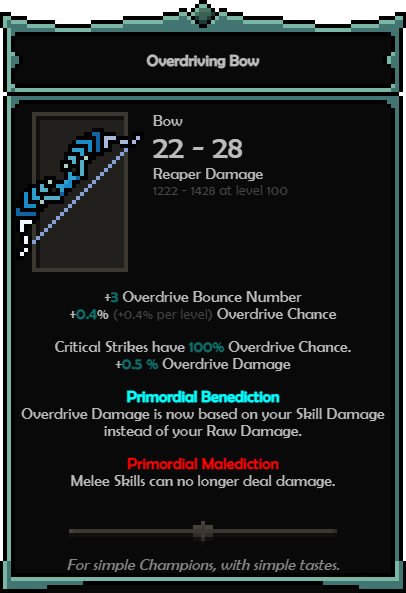 Overdriving Bow
Bow
22 - 28
Reaper Damage
1222 - 1428 at level 100
+3 Overdrive Bounce Number
+0.4% (+0.4% per level) Overdrive Chance
Critical Strikes have 100% Overdrive Chance.
+0.5 % Overdrive Damage
Primordial Benediction
Overdrive Damage is now based on your Skill Damage
instead of your Raw Damage.
Primordial Malediction
Melee Skills can no longer deal damage.
For simple Champions, with simple tastes.